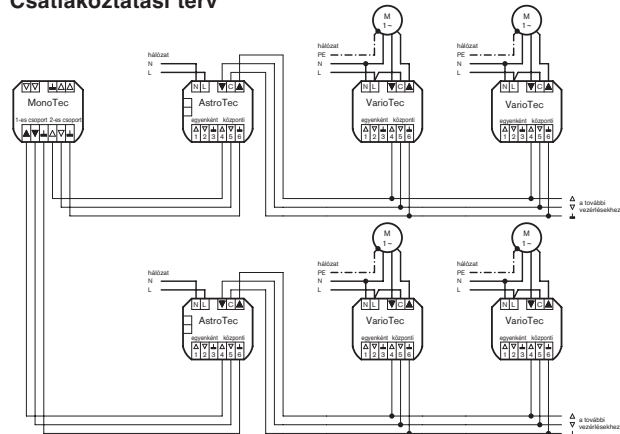 Csatlakoztatási terv
M
1~
M
1~
hálózat
N
L
hálózat
PE
N
L
hálózat
PE
N
L
MonoTec
1-es csoport 2-es csoport
N L C
AstroTec
egyenként központi
1 2 3 4 5 6
N L C
VarioTec
egyenként központi
1 2 3 4 5 6
N L C
VarioTec
egyenként központi
1 2 3 4 5 6
a további
vezérlésekhez
M
1~
M
1~
hálózat
N
L
hálózat
PE
N
L
hálózat
PE
N
L
N L C
AstroTec
egyenként központi
1 2 3 4 5 6
N L C
VarioTec
egyenként központi
1 2 3 4 5 6
N L C
VarioTec
egyenként központi
1 2 3 4 5 6
a további
vezérlésekhez